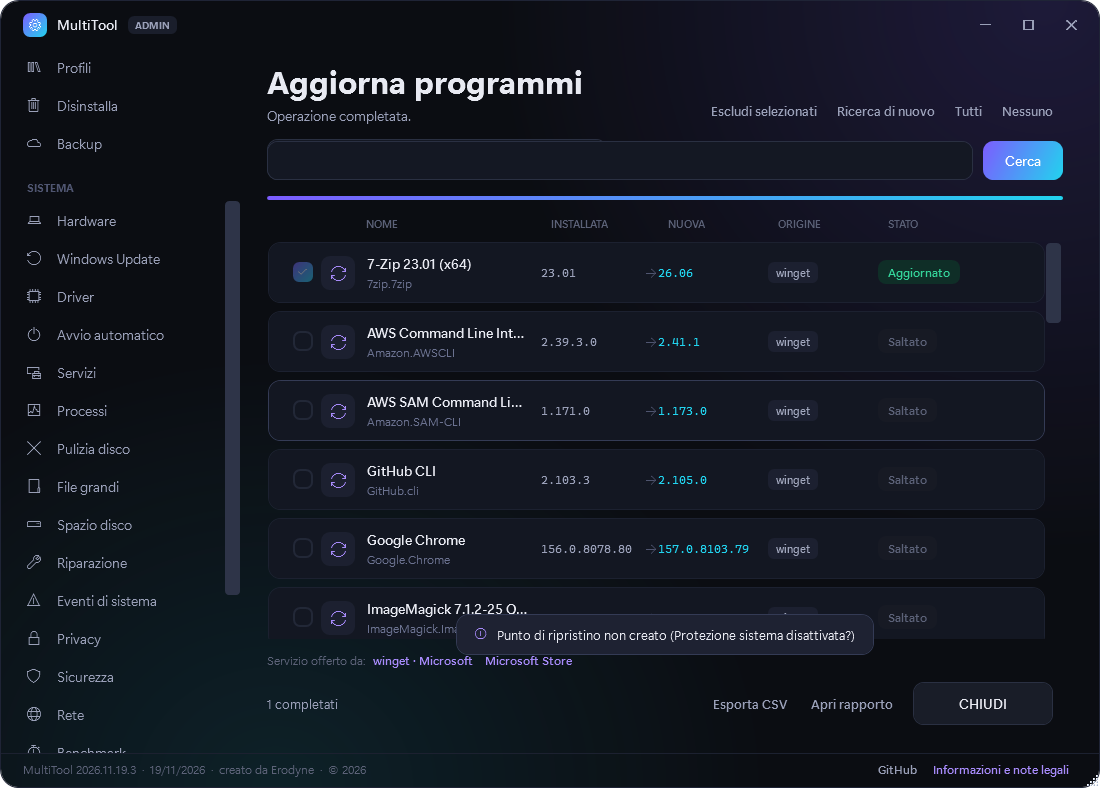 MultiTool ADMIN
Profili
Disinstalla
Backup
SISTEMA
Hardware
Windows Update
Driver
Avvio automatico
Servizi
Processi
Pulizia disco
File grandi
Spazio disco
Riparazione
Eventi di sistema
Privacy
Sicurezza
Rete
Benchmark
Aggiorna programmi
Operazione completata.
Escludi selezionati Ricerca di nuovo Tutti Nessuno
Cerca
NOME INSTALLATA NUOVA ORIGINE STATO
7-Zip 23.01 (x64)
7zip.7zip
23.01 →26.06 winget Aggiornato
AWS Command Line Int...
Amazon.AWSCLI
2.39.3.0 →2.41.1 winget Saltato
AWS SAM Command Li...
Amazon.SAM-CLI
1.171.0 →1.173.0 winget Saltato
GitHub CLI
GitHub.cli
2.103.3 →2.105.0 winget Saltato
Google Chrome
Google.Chrome
156.0.8078.80 →157.0.8103.79 winget Saltato
ImageMagick 7.1.2-25 Q...
Saltato
Punto di ripristino non creato (Protezione sistema disattivata?)
Servizio offerto da: winget · Microsoft Microsoft Store
1 completati
Esporta CSV Apri rapporto CHIUDI
MultiTool 2026.11.19.3 · 19/11/2026 · creato da Erodyne · © 2026
GitHub Informazioni e note legali